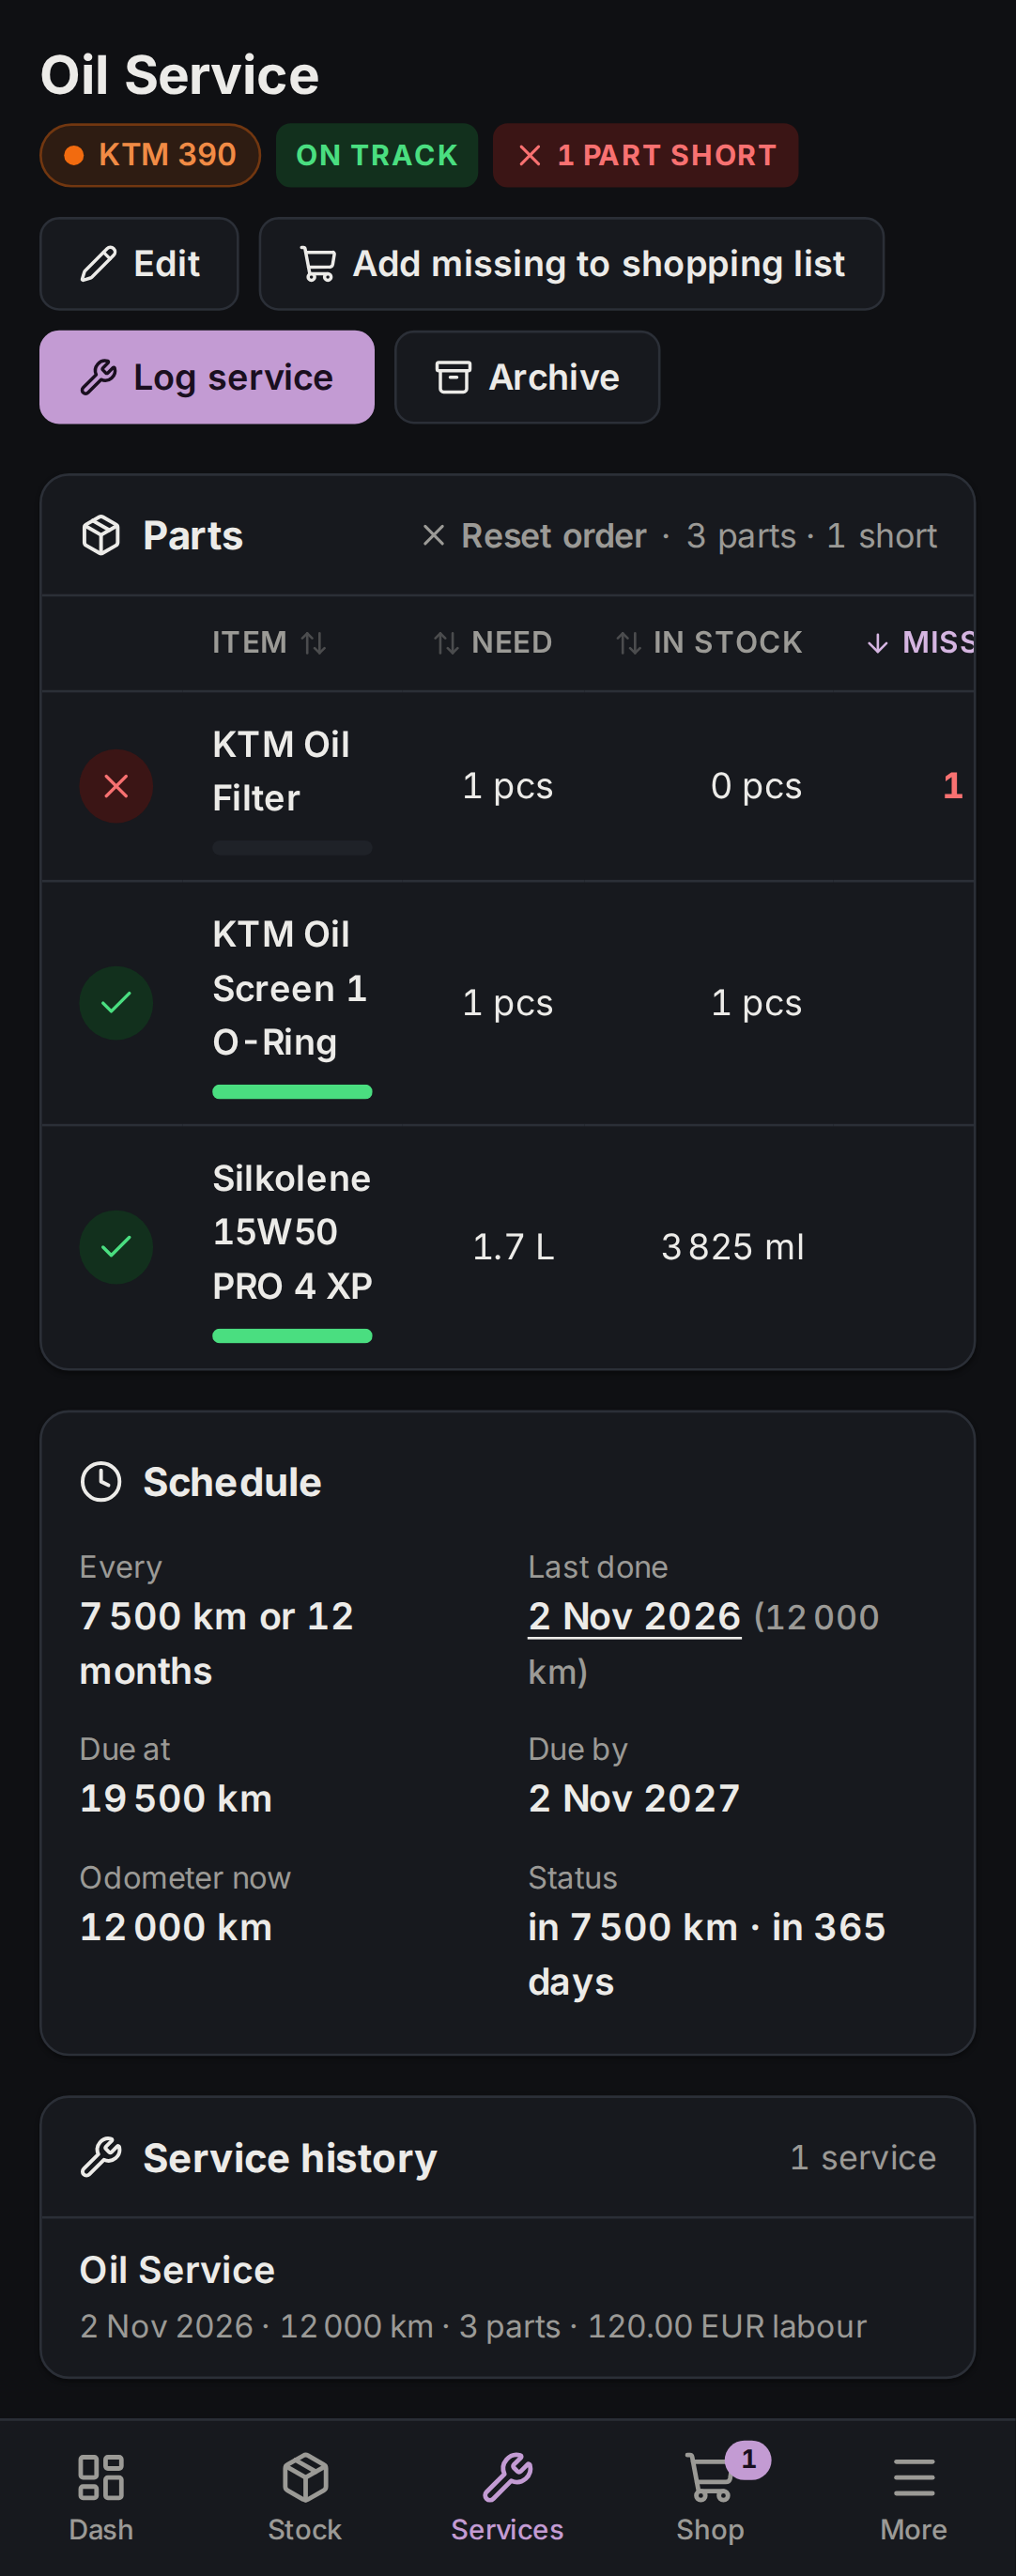 Oil Service
KTM 390
ON TRACK
1 PART SHORT
Edit
Add missing to shopping list
Log service
Archive
Parts
Reset order · 3 parts · 1 short
ITEM NEED IN STOCK MISS
KTM Oil
Filter
1 pcs 0 pcs 1
KTM Oil
Screen 1
O-Ring
1 pcs 1 pcs
Silkolene
15W50
PRO 4 XP
1.7 L 3 825 ml
Schedule
Every
7 500 km or 12
months
Last done
2 Nov 2026 (12 000
km)
Due at
19 500 km
Due by
2 Nov 2027
Odometer now
12 000 km
Status
in 7 500 km · in 365
days
Service history
1 service
Oil Service
2 Nov 2026 · 12 000 km · 3 parts · 120.00 EUR labour
1
Dash Stock Services Shop More